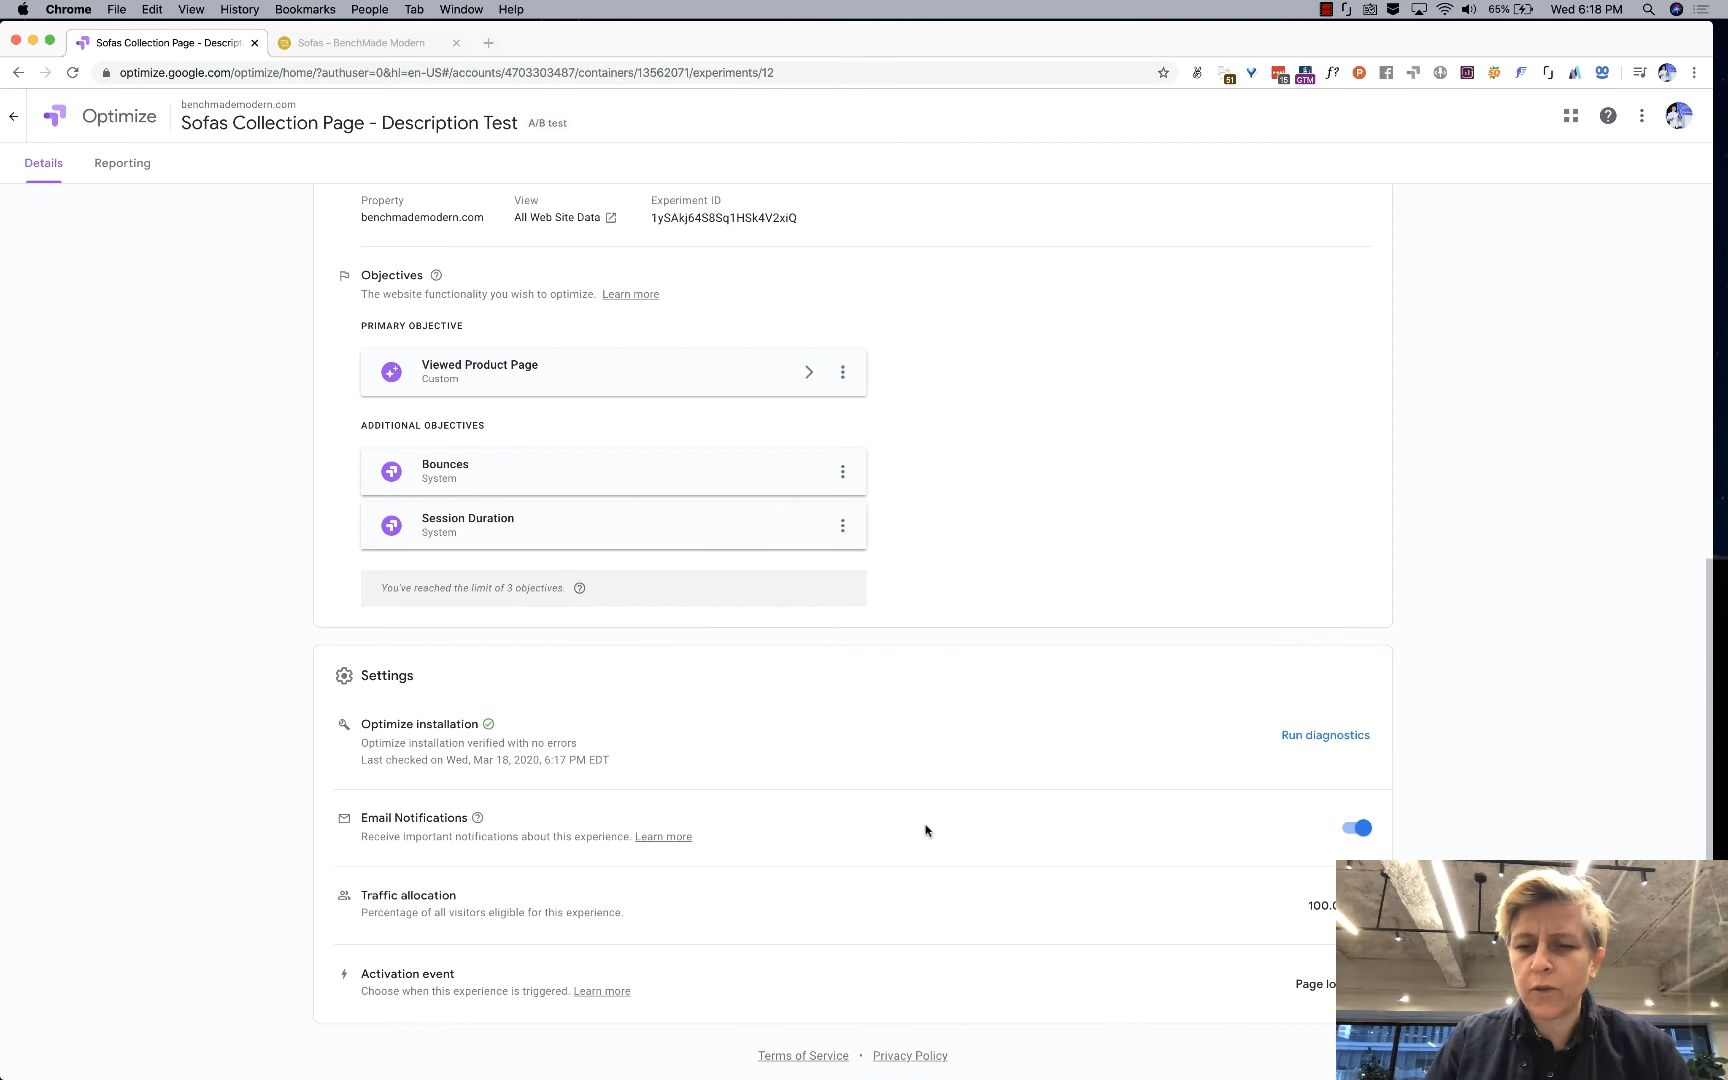 Chrome File Edit View History Bookmarks People Tab Window Help 65% Wed 6:18 PM
Sofas Collection Page - Descript Sofas – BenchMade Modern
optimize.google.com/optimize/home/?authuser=0&hl=en-US#/accounts/4703303487/containers/13562071/experiments/12
51 15 GTM f?
benchmademodern.com
Optimize Sofas Collection Page - Description Test A/B test
Details Reporting
Property View Experiment ID
benchmademodern.com All Web Site Data 1ySAkj64S8Sq1HSk4V2xiQ
Objectives
The website functionality you wish to optimize. Learn more
PRIMARY OBJECTIVE
Viewed Product Page
Custom
ADDITIONAL OBJECTIVES
Bounces
System
Session Duration
System
You've reached the limit of 3 objectives.
Settings
Optimize installation
Optimize installation verified with no errors
Last checked on Wed, Mar 18, 2020, 6:17 PM EDT
Run diagnostics
Email Notifications
Receive important notifications about this experience. Learn more
Traffic allocation
Percentage of all visitors eligible for this experience.
100.0
Activation event
Choose when this experience is triggered. Learn more
Page lo
Terms of Service • Privacy Policy